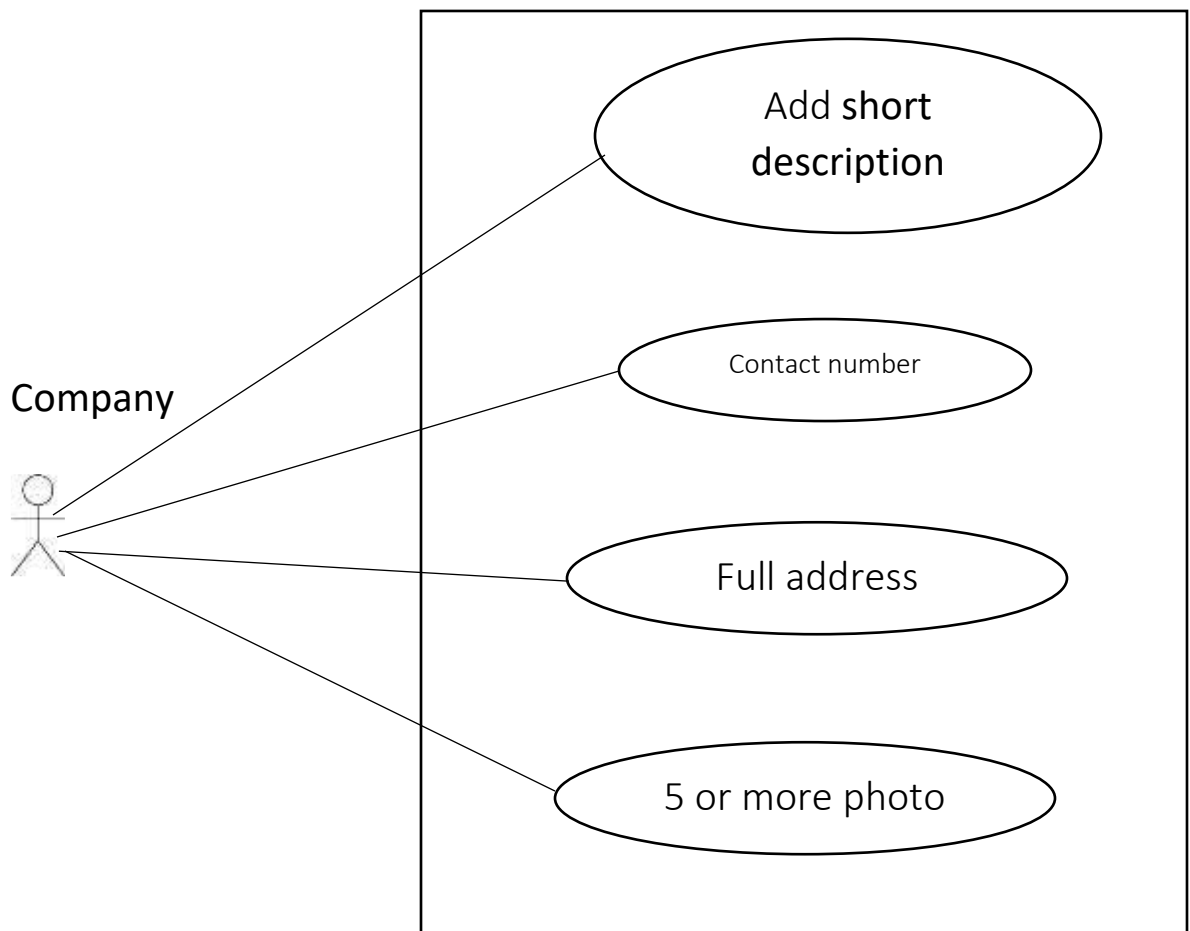 Add short
description
Contact number
Company
Full address
5 or more photo